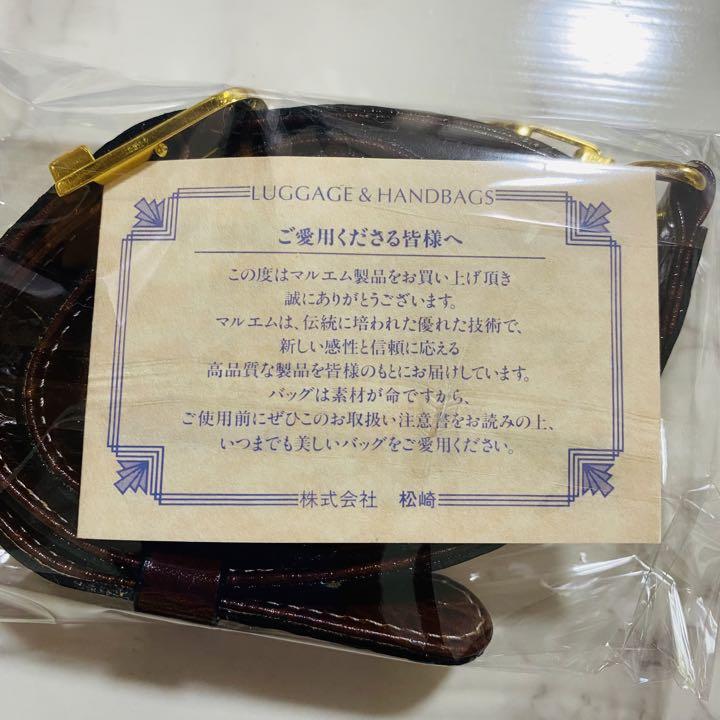 LUGGAGE & HANDBAGS
ご愛用くださる皆様へ
この度はマルエム製品をお買い上げ頂き
誠にありがとうございます。
マルエムは、伝統に培われた優れた技術で、
新しい感性と信頼に応える
高品質な製品を皆様のもとにお届けしています。
バッグは素材が命ですから、
ご使用前にぜひこのお取扱い注意書をお読みの上、
いつまでも美しいバッグをご愛用ください。
株式会社 松崎